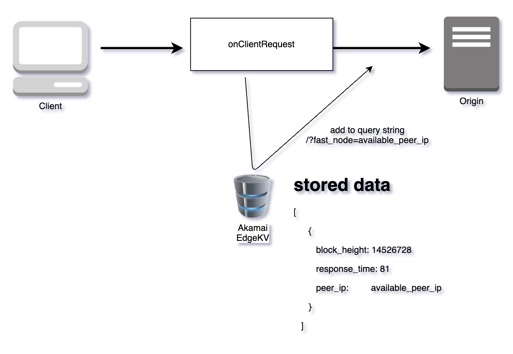 onClientRequest
Client
Origin
add to query string
/?fast_node=available_peer_ip
Akamai
EdgeKV
stored data
[
{
block_height: 14526728
response_time: 81
peer_ip: available_peer_ip
}
]